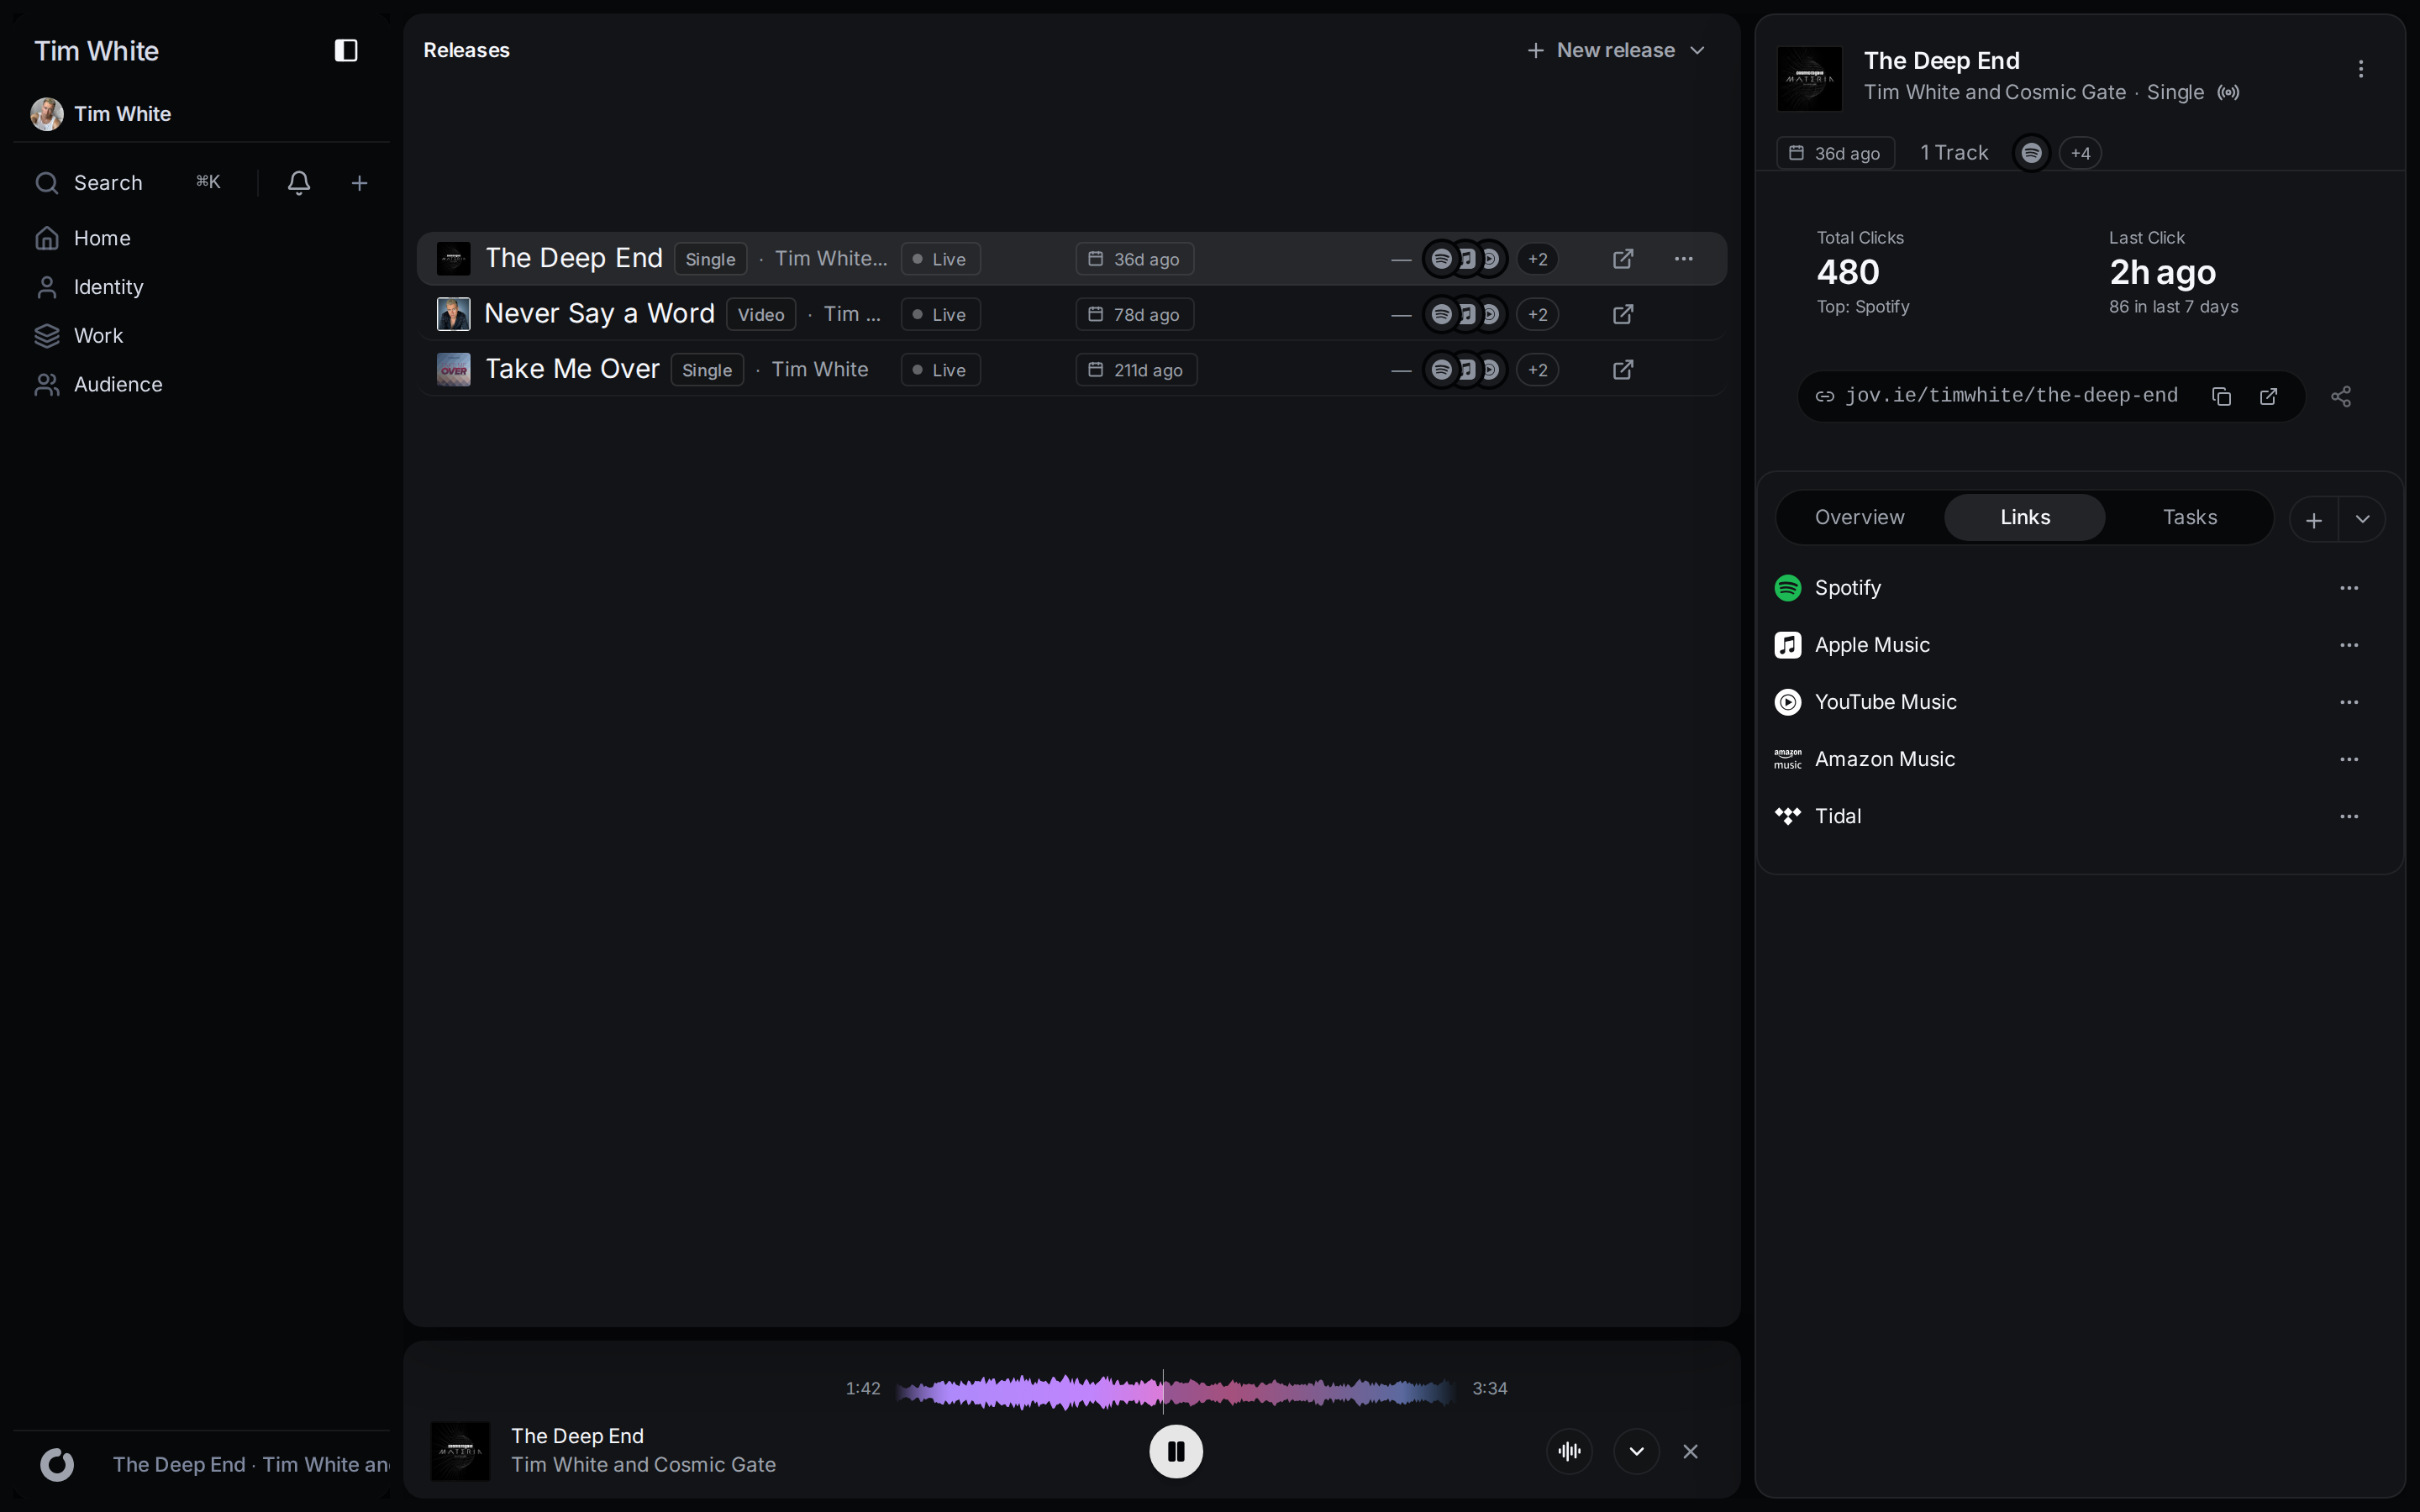 Tim White
Tim White
Search ⌘K
Home
Identity
Work
Audience
The Deep End · Tim White an
Releases
New release
The Deep End Single · Tim White... Live 36d ago — +2
Never Say a Word Video · Tim ... Live 78d ago — +2
OVER
Take Me Over Single · Tim White Live 211d ago — +2
1:42 3:34
MATERIA
The Deep End
Tim White and Cosmic Gate
MATERIA
The Deep End
Tim White and Cosmic Gate · Single
36d ago 1 Track +4
Total Clicks
480
Top: Spotify
Last Click
2h ago
86 in last 7 days
jov.ie/timwhite/the-deep-end
Overview Links Tasks
Spotify
Apple Music
YouTube Music
amazon music Amazon Music
Tidal